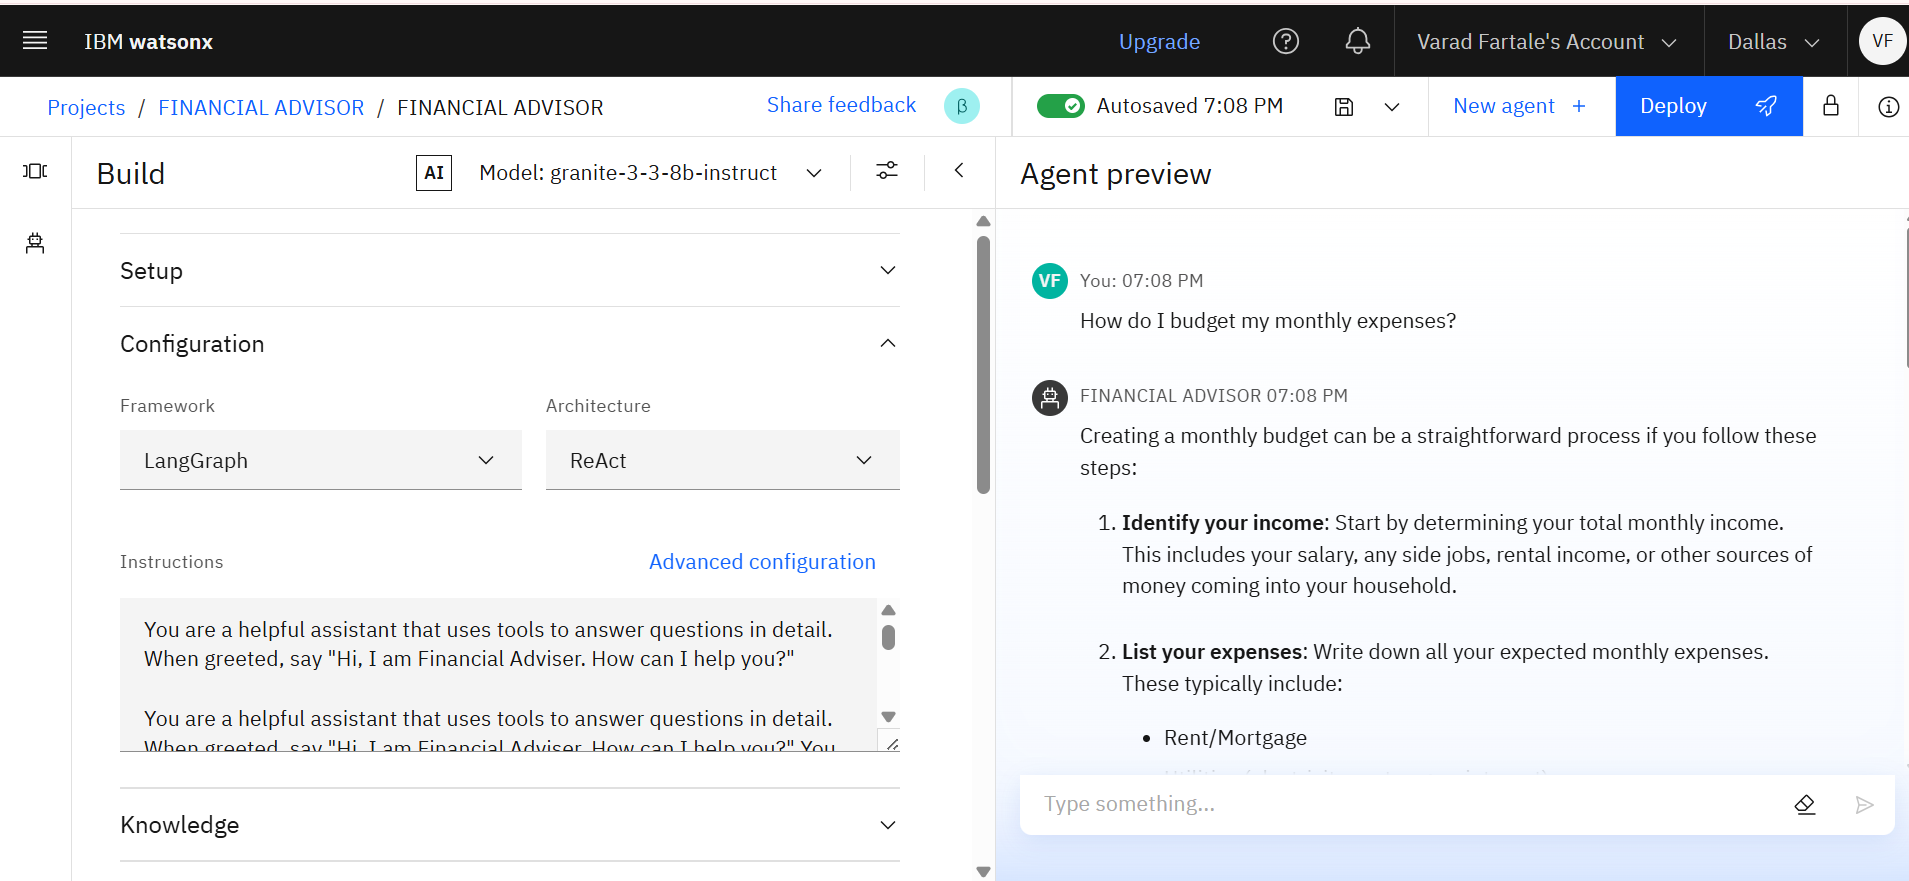 IBM watsonx
Upgrade
Varad Fartale's Account
Dallas
VF
Projects / FINANCIAL ADVISOR / FINANCIAL ADVISOR
Share feedback
β
Autosaved 7:08 PM
New agent +
Deploy
Build
AI
Model: granite-3-3-8b-instruct
Setup
Configuration
Framework
Architecture
LangGraph
ReAct
Instructions
Advanced configuration
You are a helpful assistant that uses tools to answer questions in detail.
When greeted, say "Hi, I am Financial Adviser. How can I help you?"
You are a helpful assistant that uses tools to answer questions in detail.
When greeted, say "Hi, I am Financial Adviser. How can I help you?" You
Knowledge
Agent preview
VF
You: 07:08 PM
How do I budget my monthly expenses?
FINANCIAL ADVISOR 07:08 PM
Creating a monthly budget can be a straightforward process if you follow these
steps:
1. Identify your income: Start by determining your total monthly income.
This includes your salary, any side jobs, rental income, or other sources of
money coming into your household.
2. List your expenses: Write down all your expected monthly expenses.
These typically include:
• Rent/Mortgage
Type something...